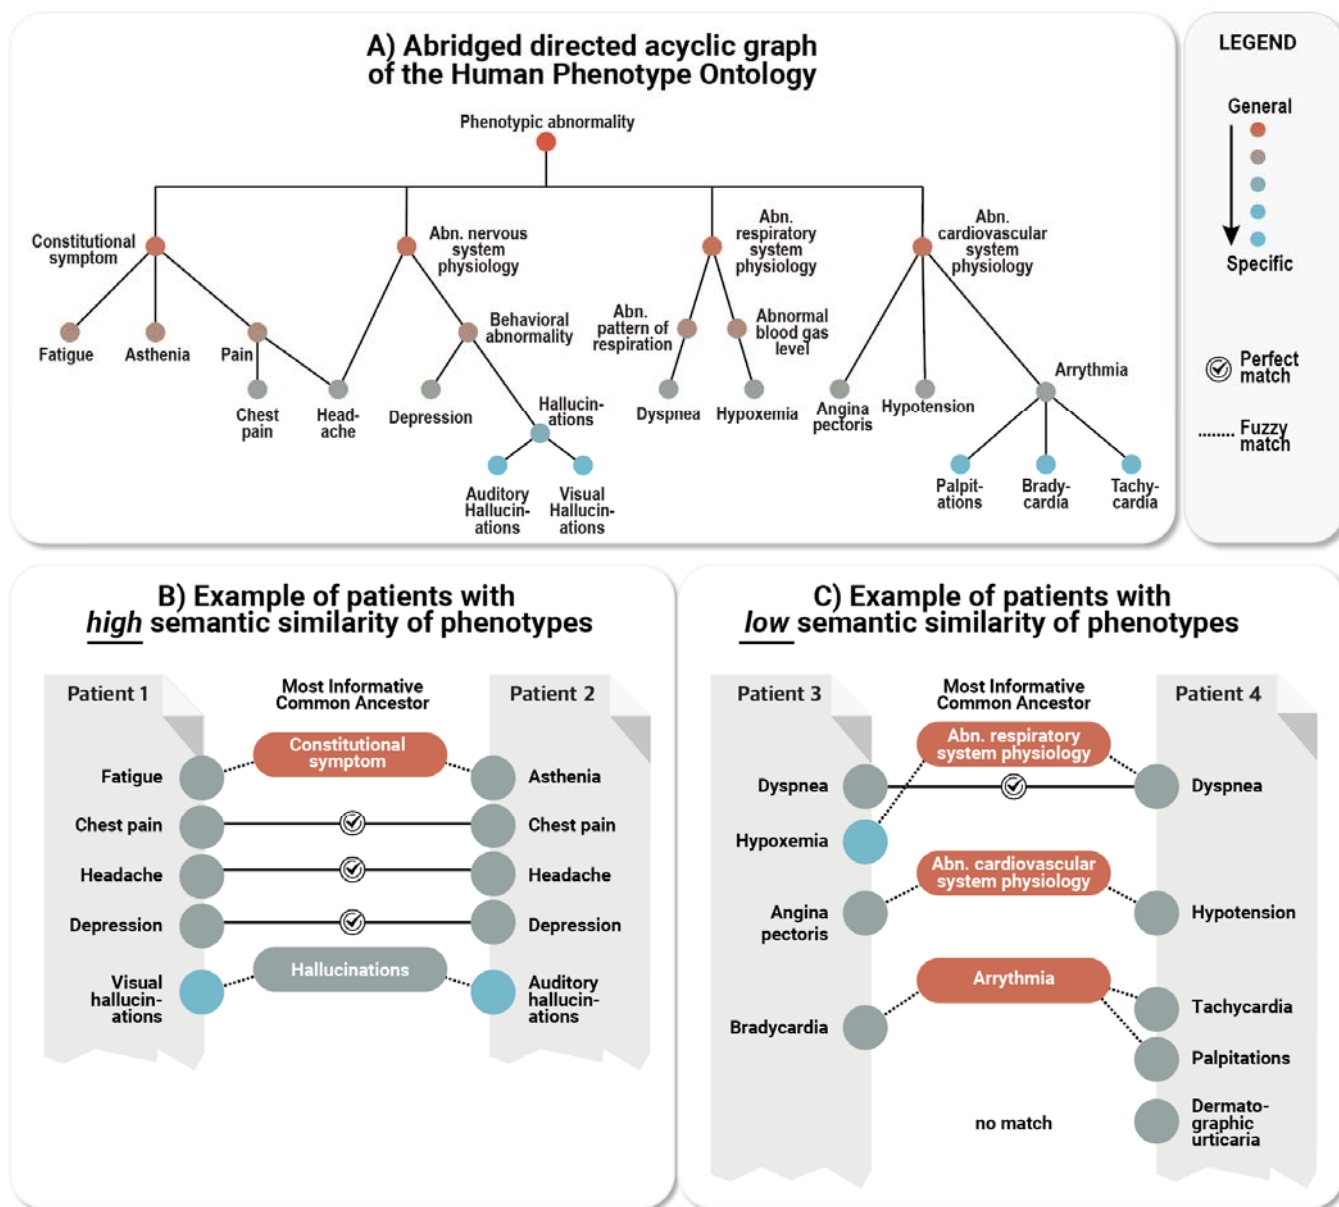 A) Abridged directed acyclic graph
of the Human Phenotype Ontology
Phenotypic abnormality
Constitutional
symptom
Abn. nervous
system
physiology
Abn.
respiratory
system
physiology
Abn.
cardiovascular
system
physiology
Fatigue
Asthenia
Pain
Behavioral
abnormality
Abn.
pattern of
respiration
Abnormal
blood gas
level
Arrythmia
Chest
pain
Head-
ache
Depression
Hallucin-
ations
Dyspnea
Hypoxemia
Angina
pectoris
Hypotension
Auditory
Hallucin-
ations
Visual
Hallucin-
ations
Palpit-
ations
Brady-
cardia
Tachy-
cardia
LEGEND
General
Specific
Perfect
match
Fuzzy
match
B) Example of patients with
high semantic similarity of phenotypes
Patient 1
Most Informative
Common Ancestor
Patient 2
Constitutional
symptom
Fatigue
Asthenia
Chest pain
Chest pain
Headache
Headache
Depression
Depression
Hallucinations
Visual
hallucin-
ations
Auditory
hallucin-
ations
C) Example of patients with
low semantic similarity of phenotypes
Patient 3
Most Informative
Common Ancestor
Patient 4
Abn. respiratory
system physiology
Dyspnea
Dyspnea
Hypoxemia
Abn. cardiovascular
system physiology
Angina
pectoris
Hypotension
Arrythmia
Bradycardia
Tachycardia
Palpitations
no match
Dermato-
graphic
urticaria